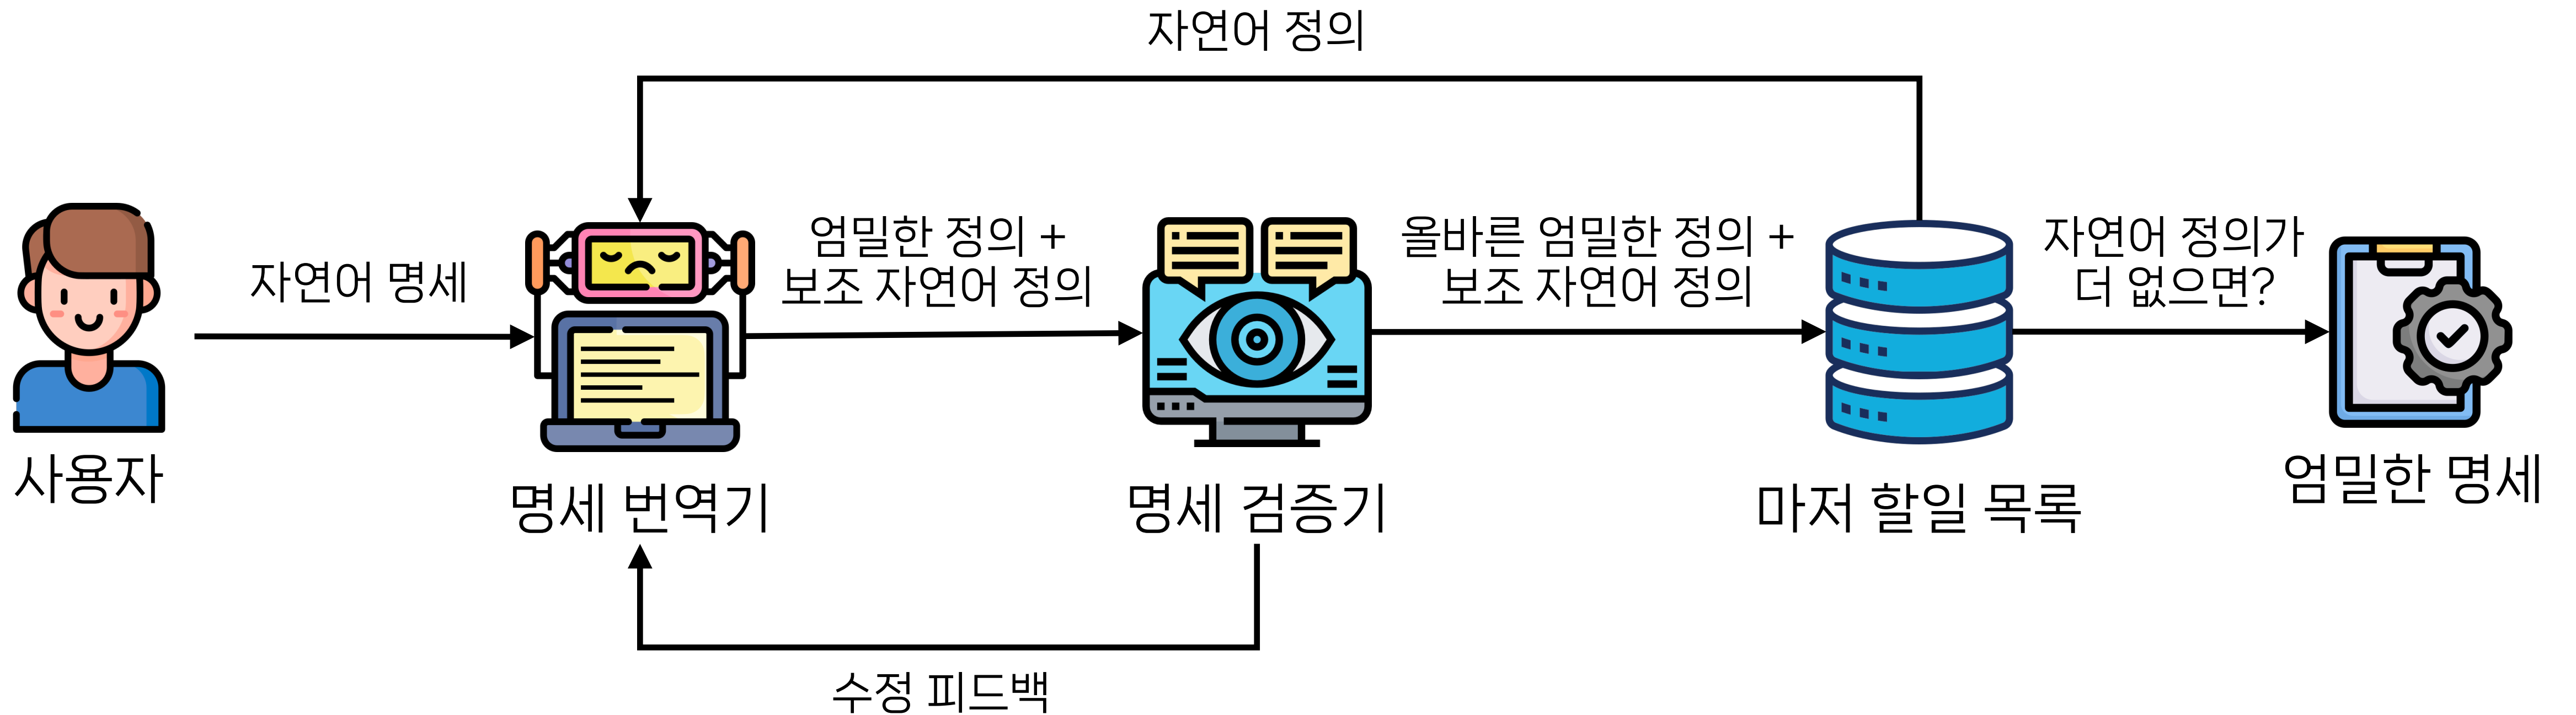 자연어 정의
자연어 명세
엄밀한 정의 +
보조 자연어 정의
올바른 엄밀한 정의 +
보조 자연어 정의
자연어 정의가
더 없으면?
사용자
명세 번역기
명세 검증기
마저 할일 목록
엄밀한 명세
수정 피드백